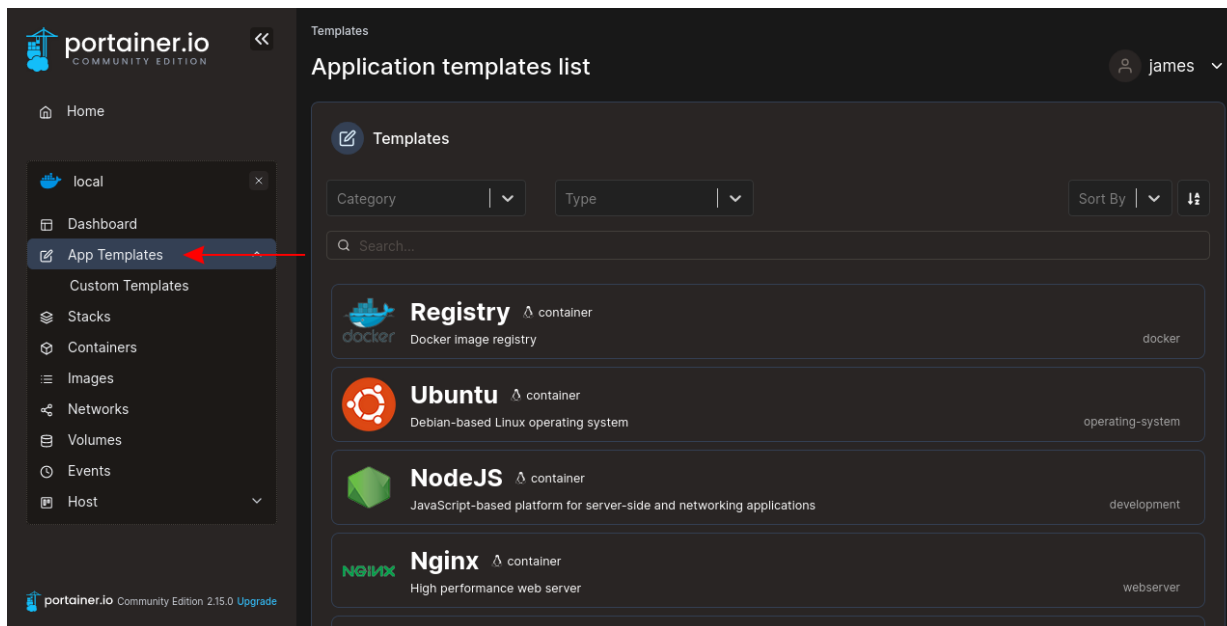 portainer.io
COMMUNITY EDITION
Home
local
Dashboard
App Templates
Custom Templates
Stacks
Containers
Images
Networks
Volumes
Events
Host
portainer.io Community Edition 2.15.0 Upgrade
Templates
Application templates list
james
Templates
Category
Type
Sort By
Search...
docker
Registry container
Docker image registry
docker
Ubuntu container
Debian-based Linux operating system
operating-system
NodeJS container
JavaScript-based platform for server-side and networking applications
development
NGINX
Nginx container
High performance web server
webserver